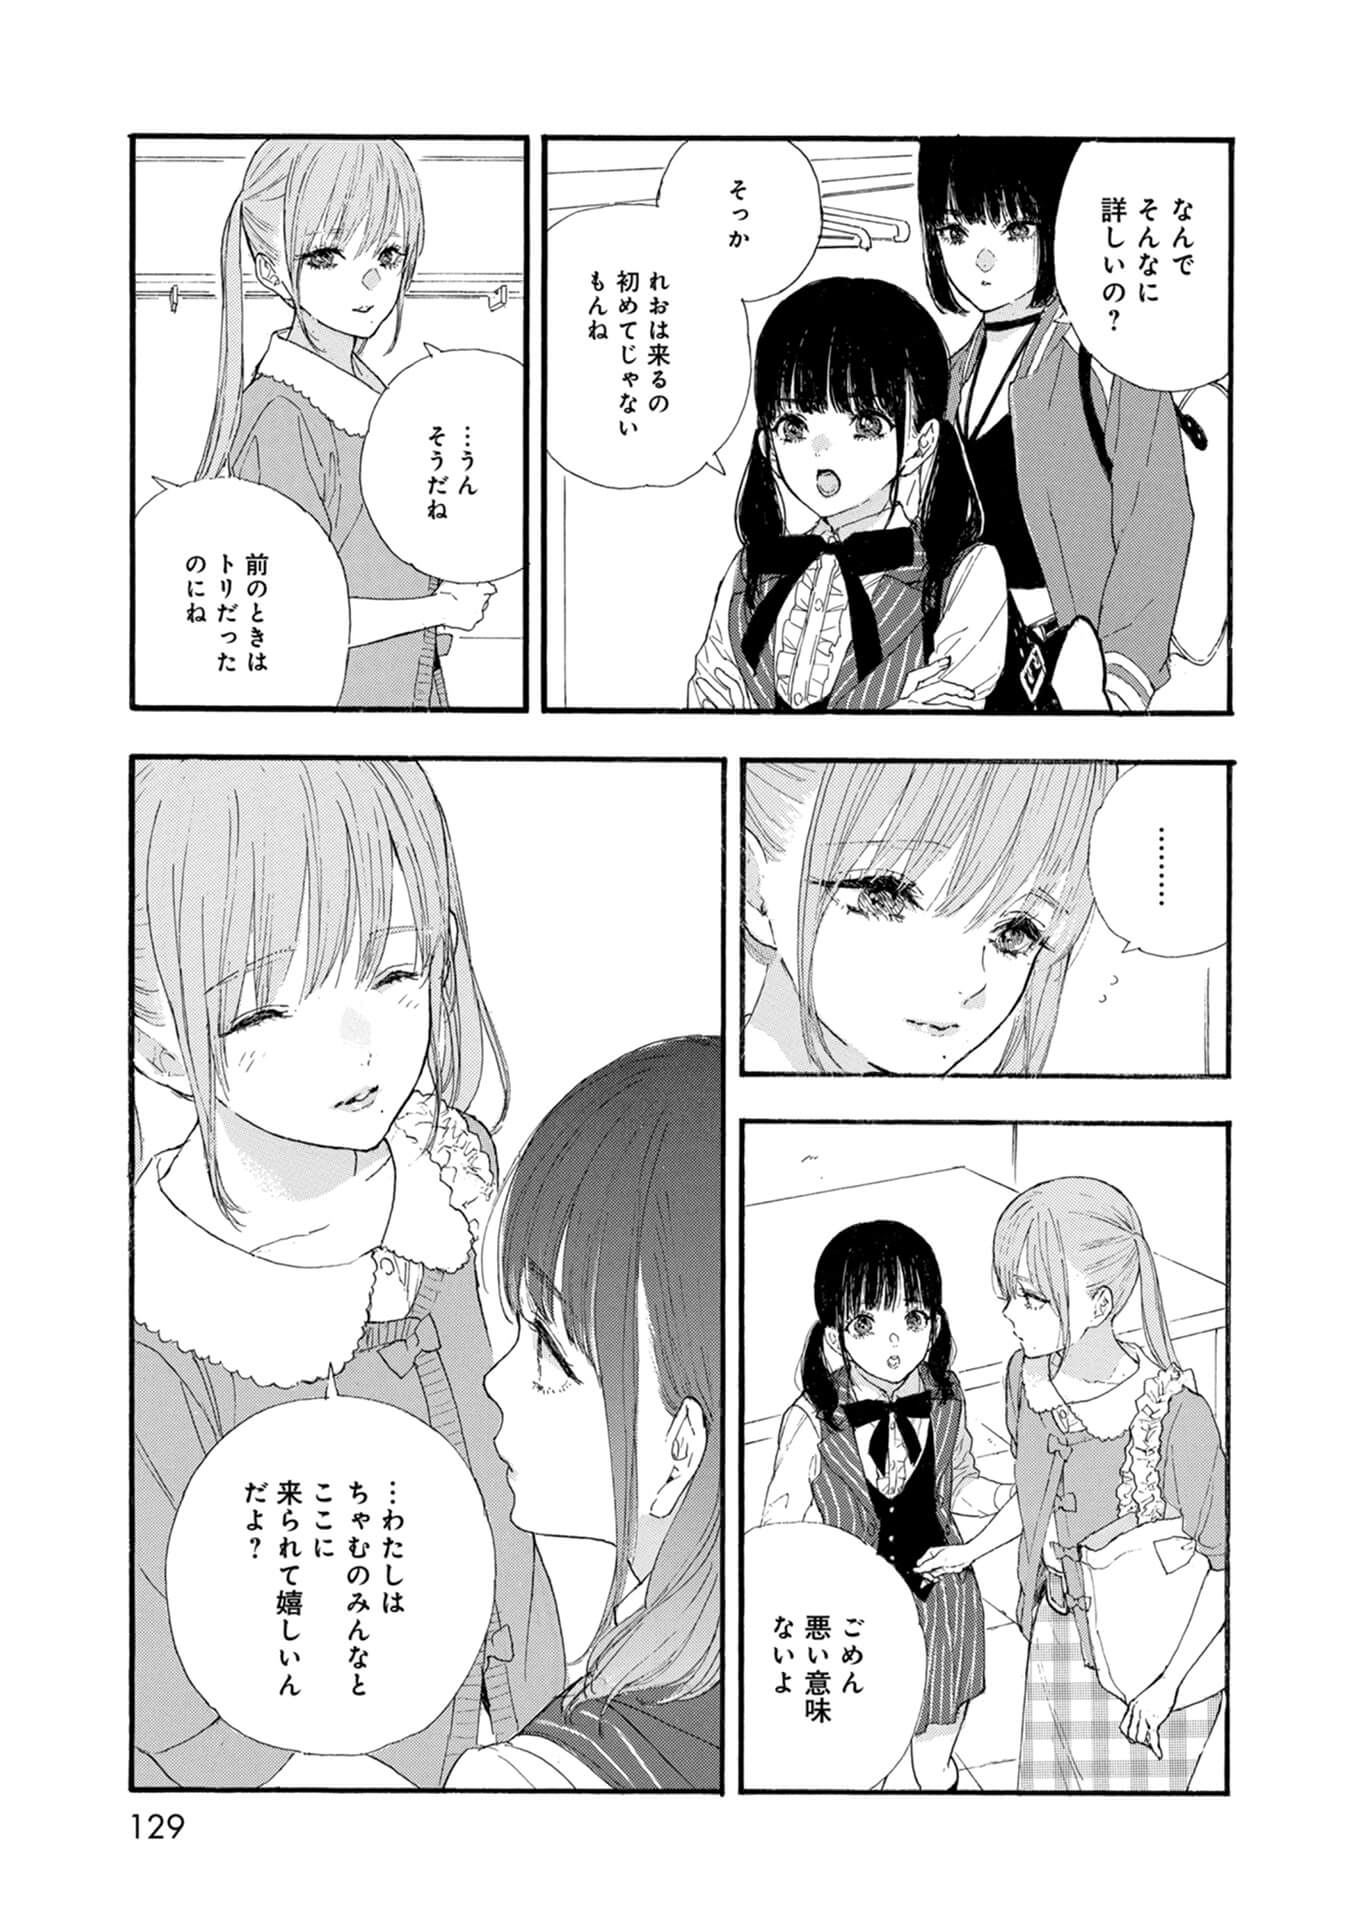 なんで
そんなに
詳しいの?
そっか
れおは来るの
初めてじゃない
もんね
…うん
そうだね
前のときは
トリだった
のにね
………
ごめん
悪い意味
ないよ
…わたしは
ちゃむのみんなと
ここに
来られて嬉しいん
だよ?
129